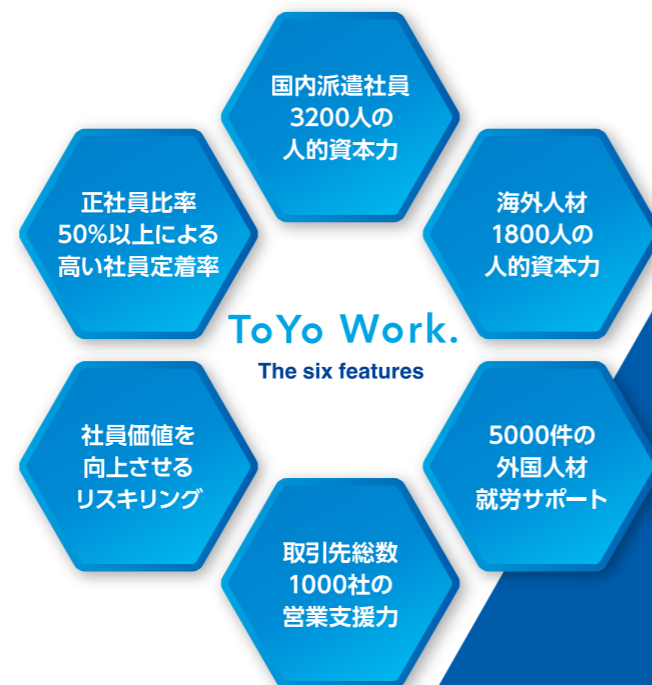 国内派遣社員
3200人の
人的資本力
正社員比率
50%以上による
高い社員定着率
海外人材
1800人の
人的資本力
ToYo Work.
The six features
社員価値を
向上させる
リスキリング
5000件の
外国人材
就労サポート
取引先総数
1000社の
営業支援力